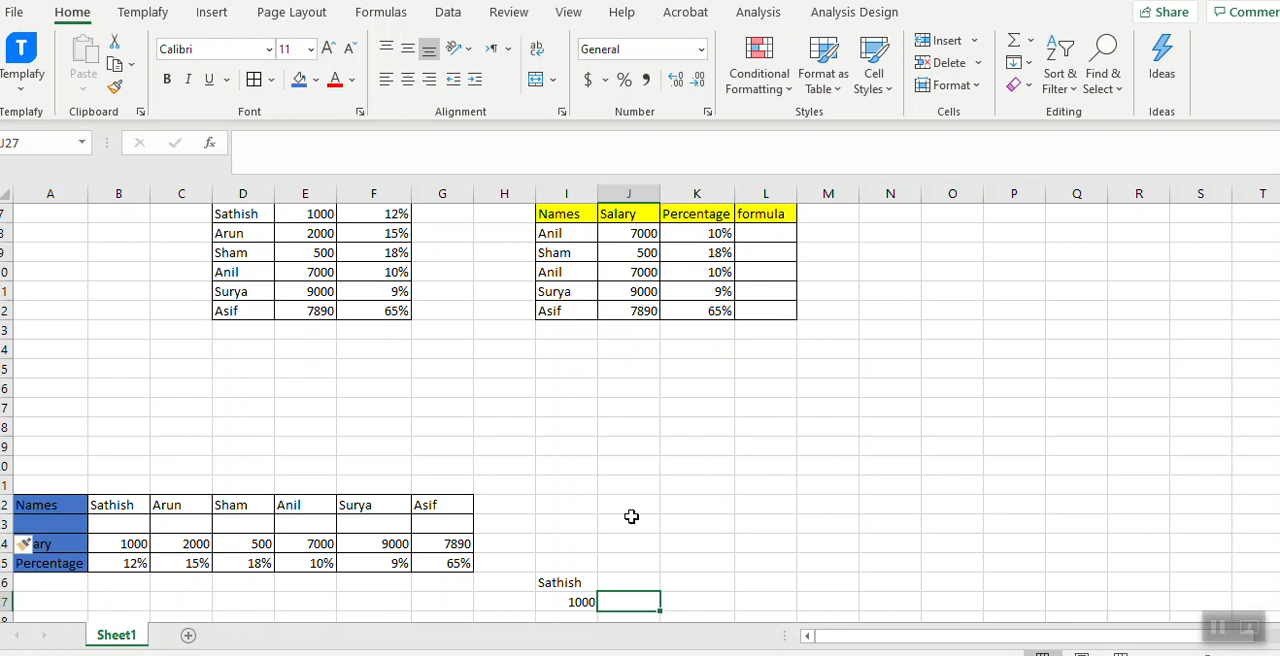 File Home Templafy Insert Page Layout Formulas Data Review View Help Acrobat Analysis Analysis Design Share Commer
T Calibri 11 A A ab General Σ A Z
B I U A $ % 9
Templafy Paste Conditional Format as Cell Insert Sort & Find & Ideas
Formatting Table Styles Delete Filter Select
Format
Templafy Clipboard Font Alignment Number Styles Cells Editing Ideas
J27 fx
A B C D E F G H I J K L M N O P Q R S T
7 Sathish 1000 12% Names Salary Percentage formula
8 Arun 2000 15% Anil 7000 10%
9 Sham 500 18% Sham 500 18%
0 Anil 7000 10% Anil 7000 10%
1 Surya 9000 9% Surya 9000 9%
2 Asif 7890 65% Asif 7890 65%
3
4
5
6
7
8
9
0
1
2 Names Sathish Arun Sham Anil Surya Asif
3
4 ary 1000 2000 500 7000 9000 7890
5 Percentage 12% 15% 18% 10% 9% 65%
6 Sathish
7 1000
8
Sheet1